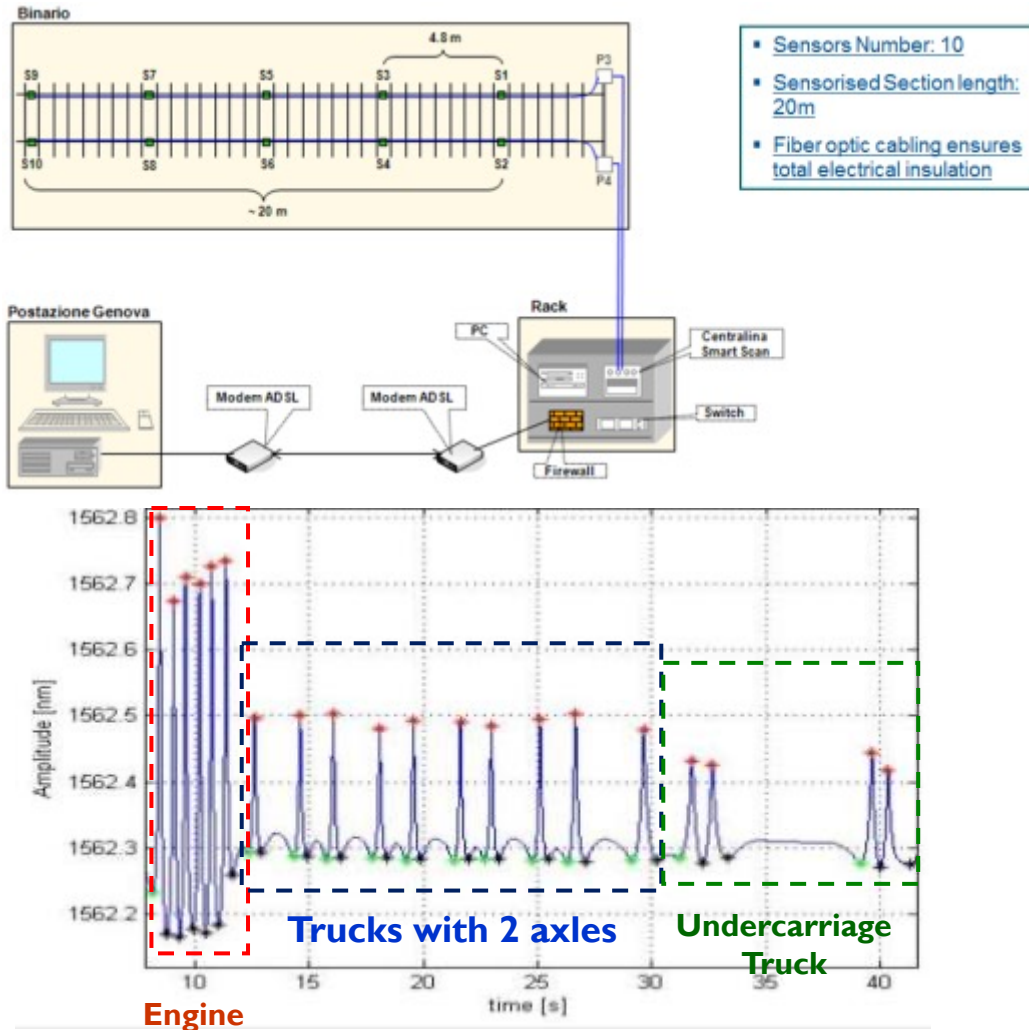 Binario
4.8 m
S9 S7 S5 S3 S1 P3
S10 S8 S6 S4 S2 P4
~ 20 m
▪ Sensors Number: 10
▪ Sensorised Section length:
20m
▪ Fiber optic cabling ensures
total electrical insulation
Postazione Genova
Rack
PC
Centralina
Smart Scan
Modem ADSL
Modem ADSL
Switch
Firewall
1562.8
1562.7
1562.6
1562.5
1562.4
1562.3
1562.2
Amplitude [nm]
Trucks with 2 axles
Undercarriage
Truck
10 15 20 25 30 35 40
time [s]
Engine